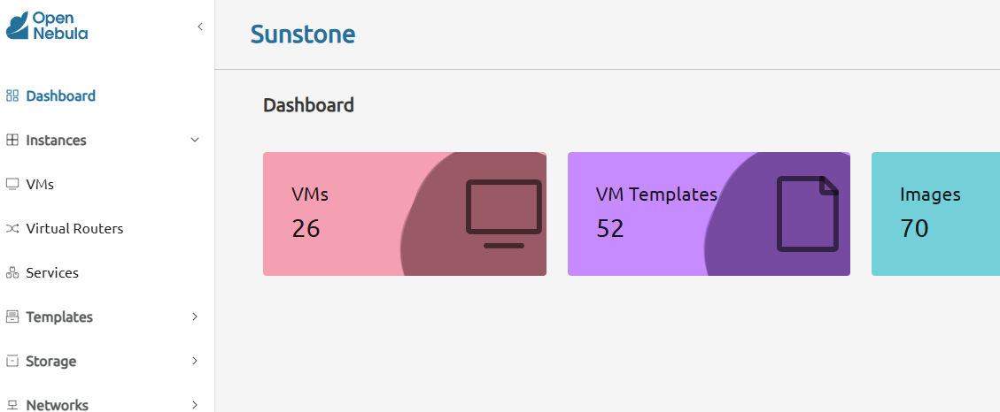 Open
Nebula
Sunstone
Dashboard
Instances
VMs
Virtual Routers
Services
Templates
Storage
Networks
Dashboard
VMs
26
VM Templates
52
Images
70